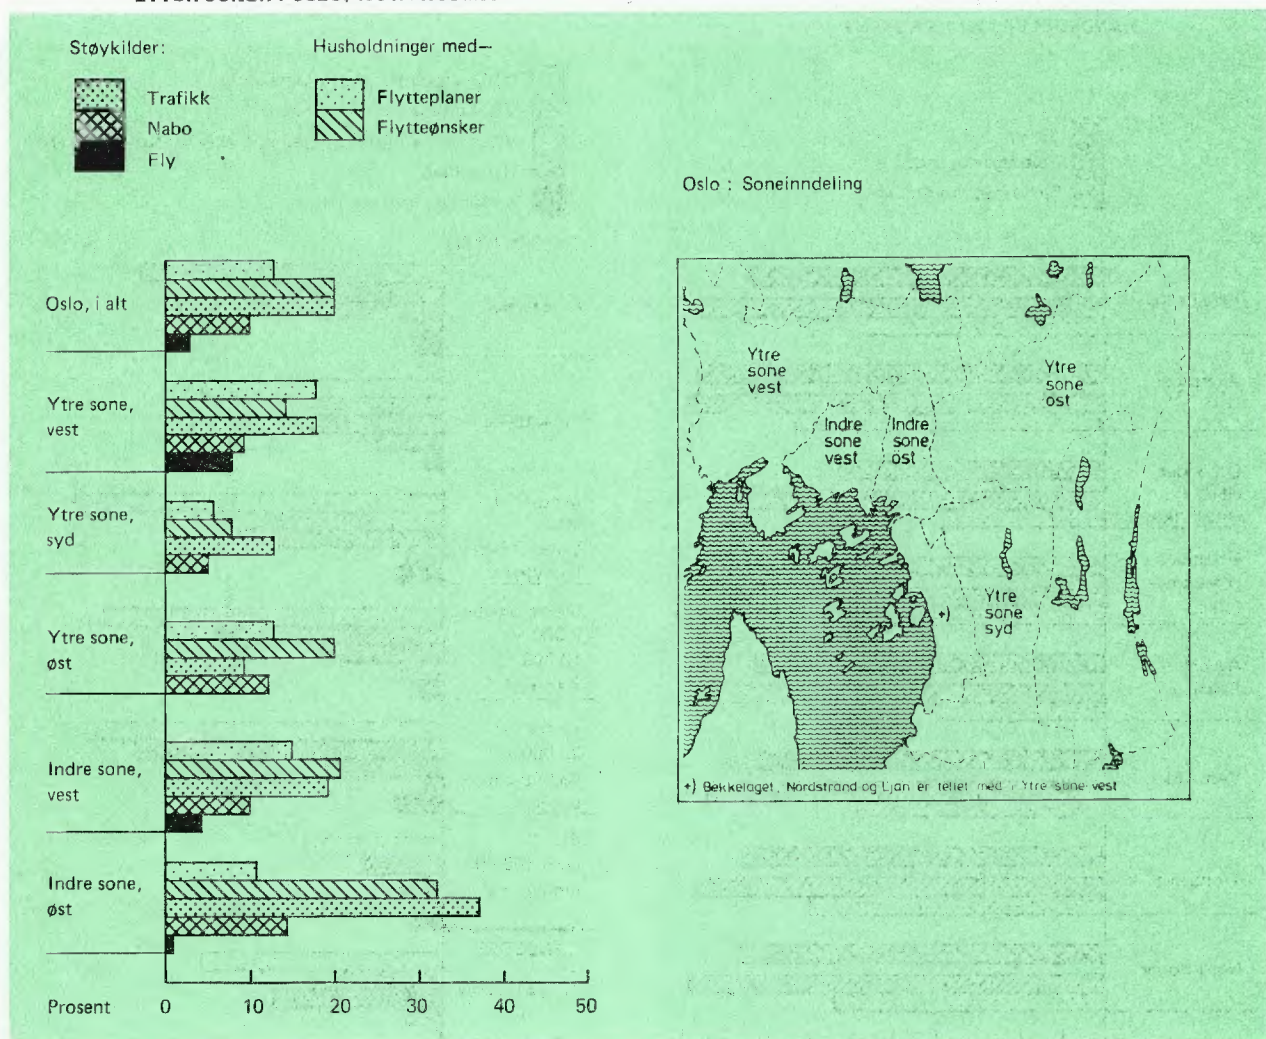 Støykilder:
Trafikk
Nabo
Fly
Husholdninger med—
Flytteplaner
Flytteønsker
Oslo, i alt
Ytre sone,
vest
Ytre sone,
syd
Ytre sone,
øst
Indre sone,
vest
Indre sone,
øst
Prosent 0 10 20 30 40 50
Oslo : Soneinndeling
Ytre
sone
vest
Ytre
sone
ost
Indre
sone
vest
Indre
sone
ost
Ytre
sone
syd
+)
+) Bekkelaget, Nordstrand og Ljan er tellet med i Ytre sone vest